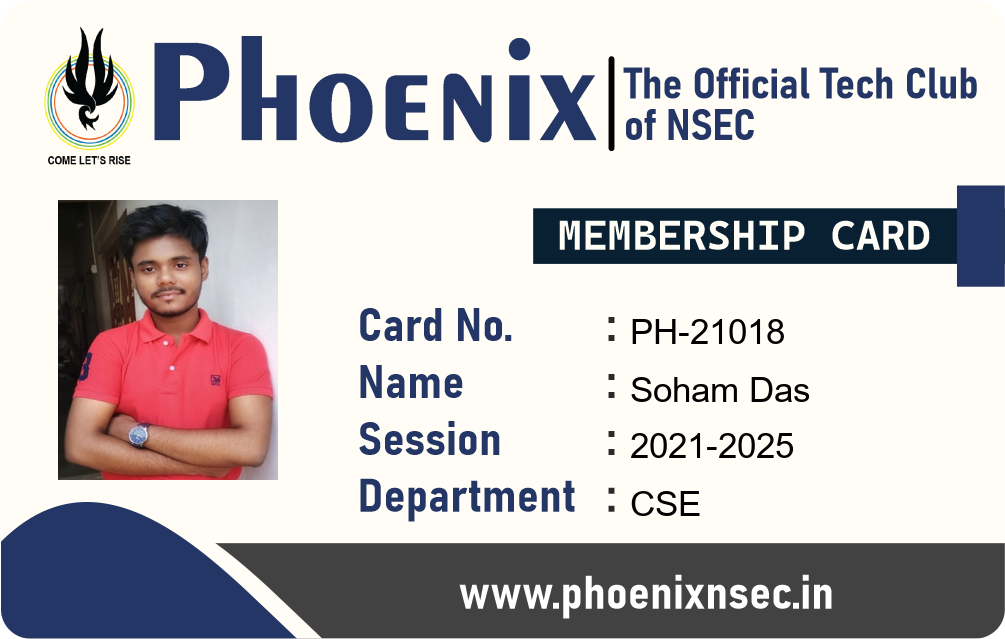 PHOENiX
The Official Tech Club
of NSEC
COME LET'S RISE
MEMBERSHIP CARD
Card No. : PH-21018
Name : Soham Das
Session : 2021-2025
Department : CSE
www.phoenixnsec.in